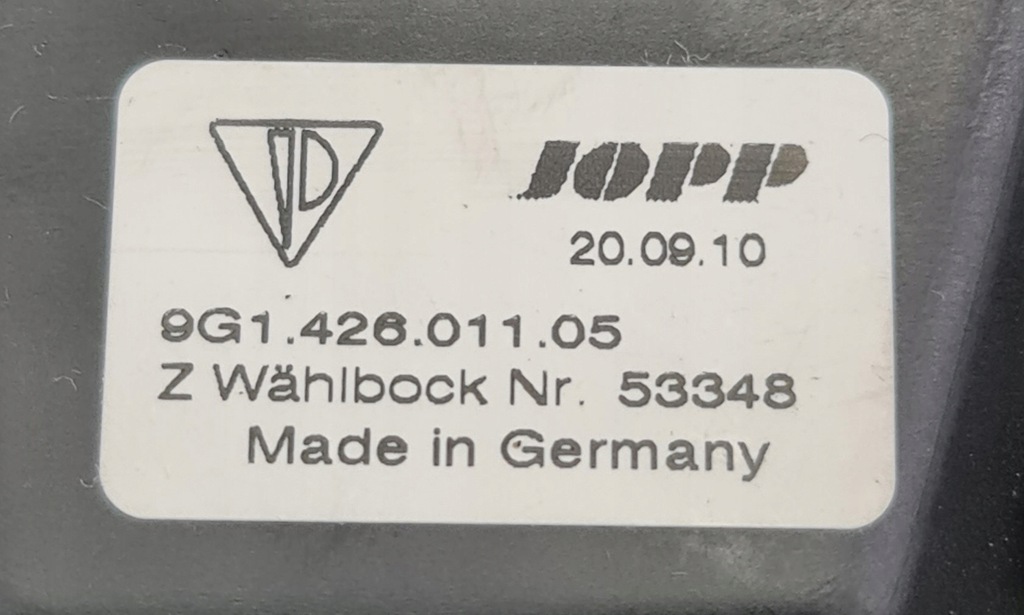 JOPP
20.09.10
9G1.426.011.05
Z Wählbock Nr. 53348
Made in Germany